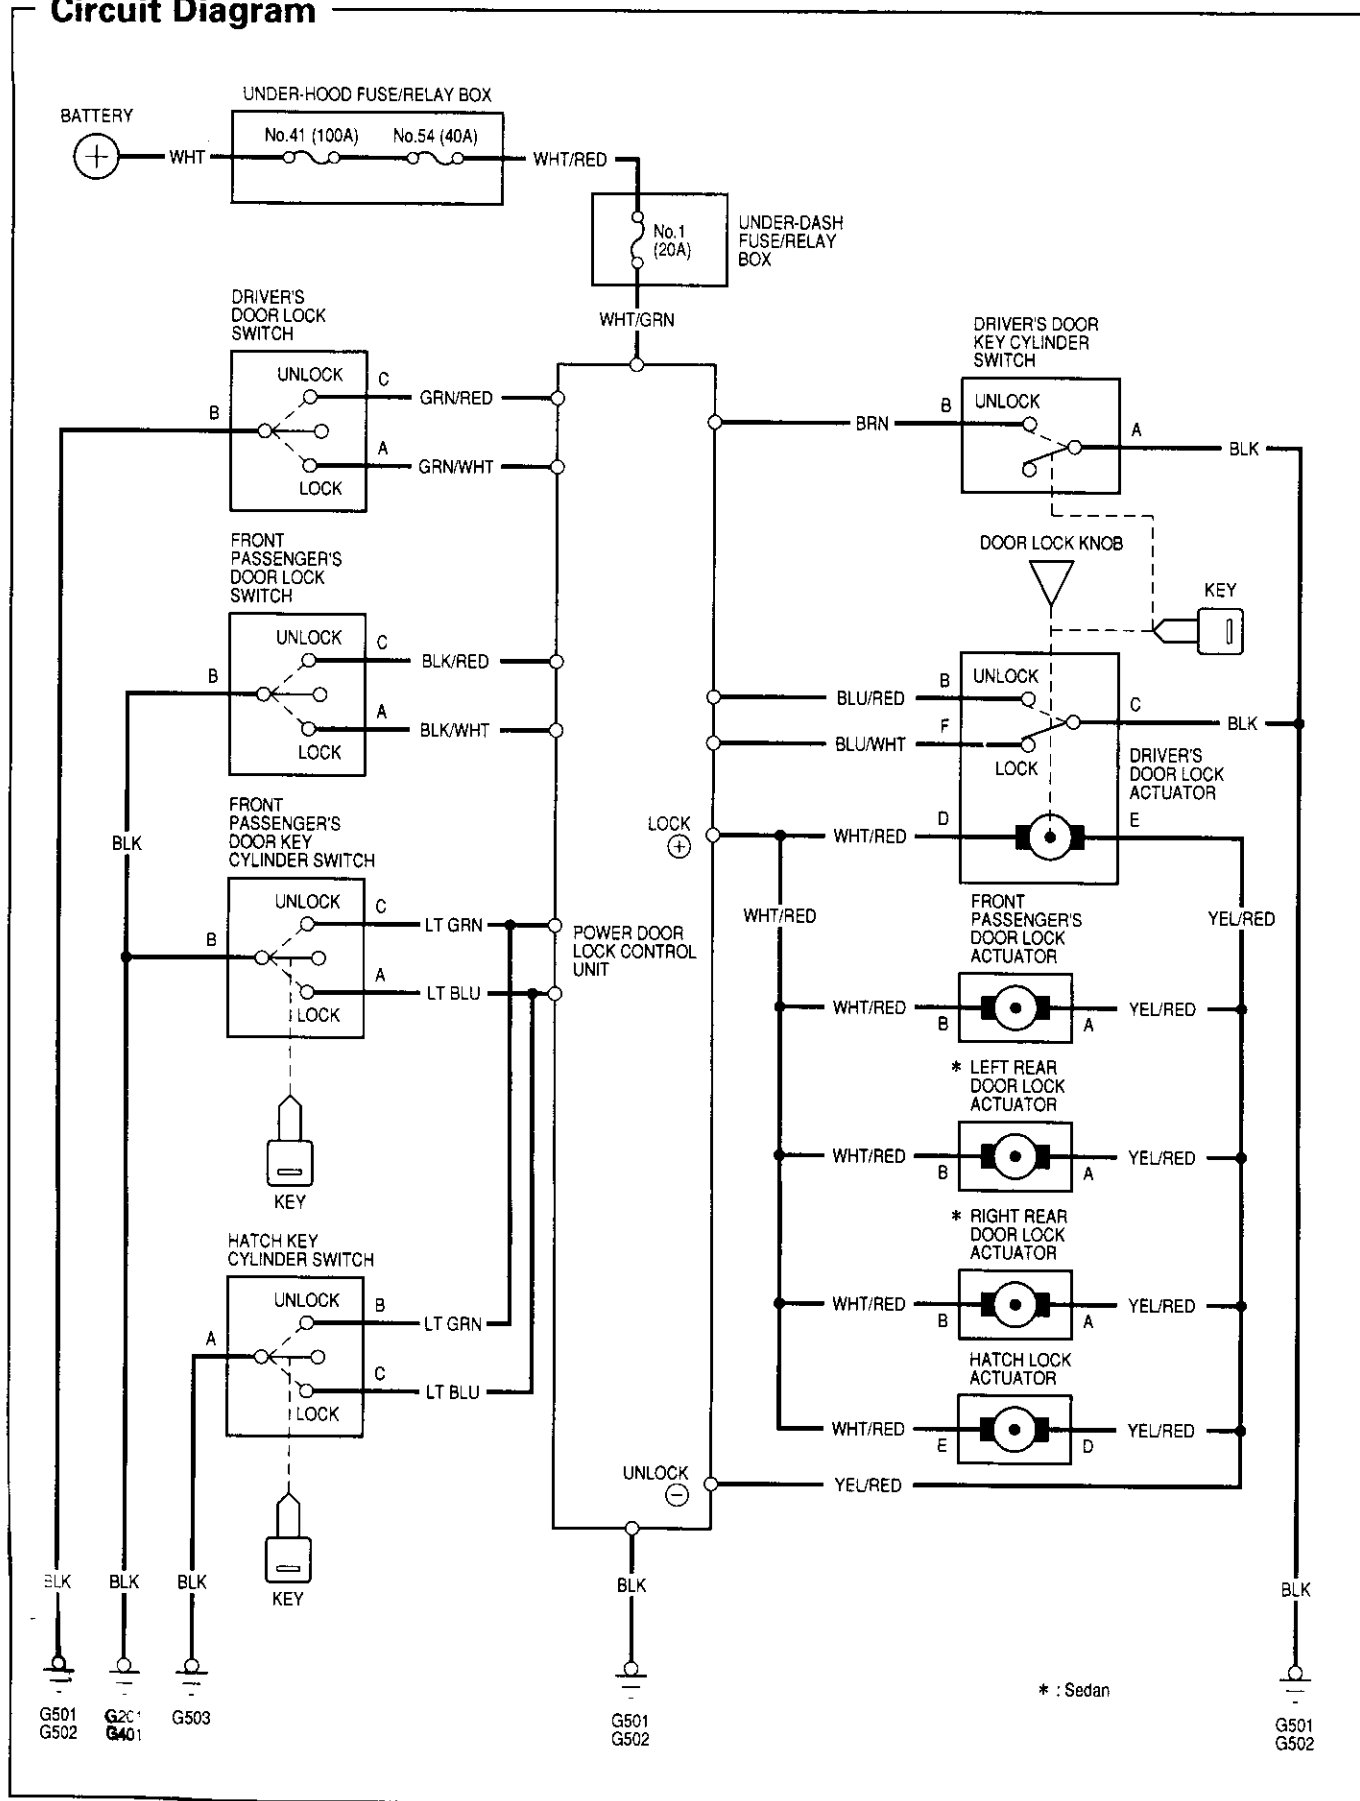 Circuit Diagram
UNDER-HOOD FUSE/RELAY BOX
BATTERY
No.41 (100A)
No.54 (40A)
WHT
WHT/RED
No.1
(20A)
UNDER-DASH
FUSE/RELAY
BOX
WHT/GRN
DRIVER'S
DOOR LOCK
SWITCH
UNLOCK
C
GRN/RED
B
A
GRN/WHT
LOCK
DRIVER'S DOOR
KEY CYLINDER
SWITCH
BRN
B
UNLOCK
A
BLK
FRONT
PASSENGER'S
DOOR LOCK
SWITCH
UNLOCK
C
BLK/RED
B
A
BLK/WHT
LOCK
DOOR LOCK KNOB
KEY
BLU/RED
B
UNLOCK
C
BLK
BLU/WHT
F
LOCK
DRIVER'S
DOOR LOCK
ACTUATOR
LOCK
+
WHT/RED
D
E
BLK
FRONT
PASSENGER'S
DOOR KEY
CYLINDER SWITCH
UNLOCK
C
LT GRN
B
A
LT BLU
LOCK
KEY
POWER DOOR
LOCK CONTROL
UNIT
WHT/RED
YEL/RED
FRONT
PASSENGER'S
DOOR LOCK
ACTUATOR
WHT/RED
B
A
YEL/RED
* LEFT REAR
DOOR LOCK
ACTUATOR
WHT/RED
B
A
YEL/RED
* RIGHT REAR
DOOR LOCK
ACTUATOR
WHT/RED
B
A
YEL/RED
HATCH LOCK
ACTUATOR
WHT/RED
E
D
YEL/RED
HATCH KEY
CYLINDER SWITCH
UNLOCK
B
LT GRN
A
C
LT BLU
LOCK
KEY
UNLOCK
−
YEL/RED
BLK
BLK
BLK
BLK
BLK
G501
G502
G201
G401
G503
G501
G502
* : Sedan
G501
G502